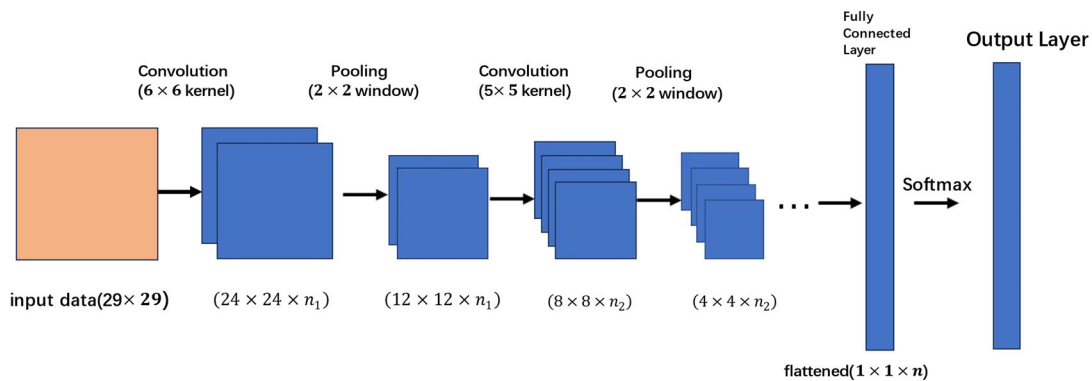 Convolution
(6 × 6 kernel)
Pooling
(2 × 2 window)
Convolution
(5× 5 kernel)
Pooling
(2 × 2 window)
Fully
Connected
Layer
Output Layer
...
Softmax
input data(29× 29)
(24 × 24 × n₁)
(12 × 12 × n₁)
(8 × 8 × n₂)
(4 × 4 × n₂)
flattened(1 × 1 × n)